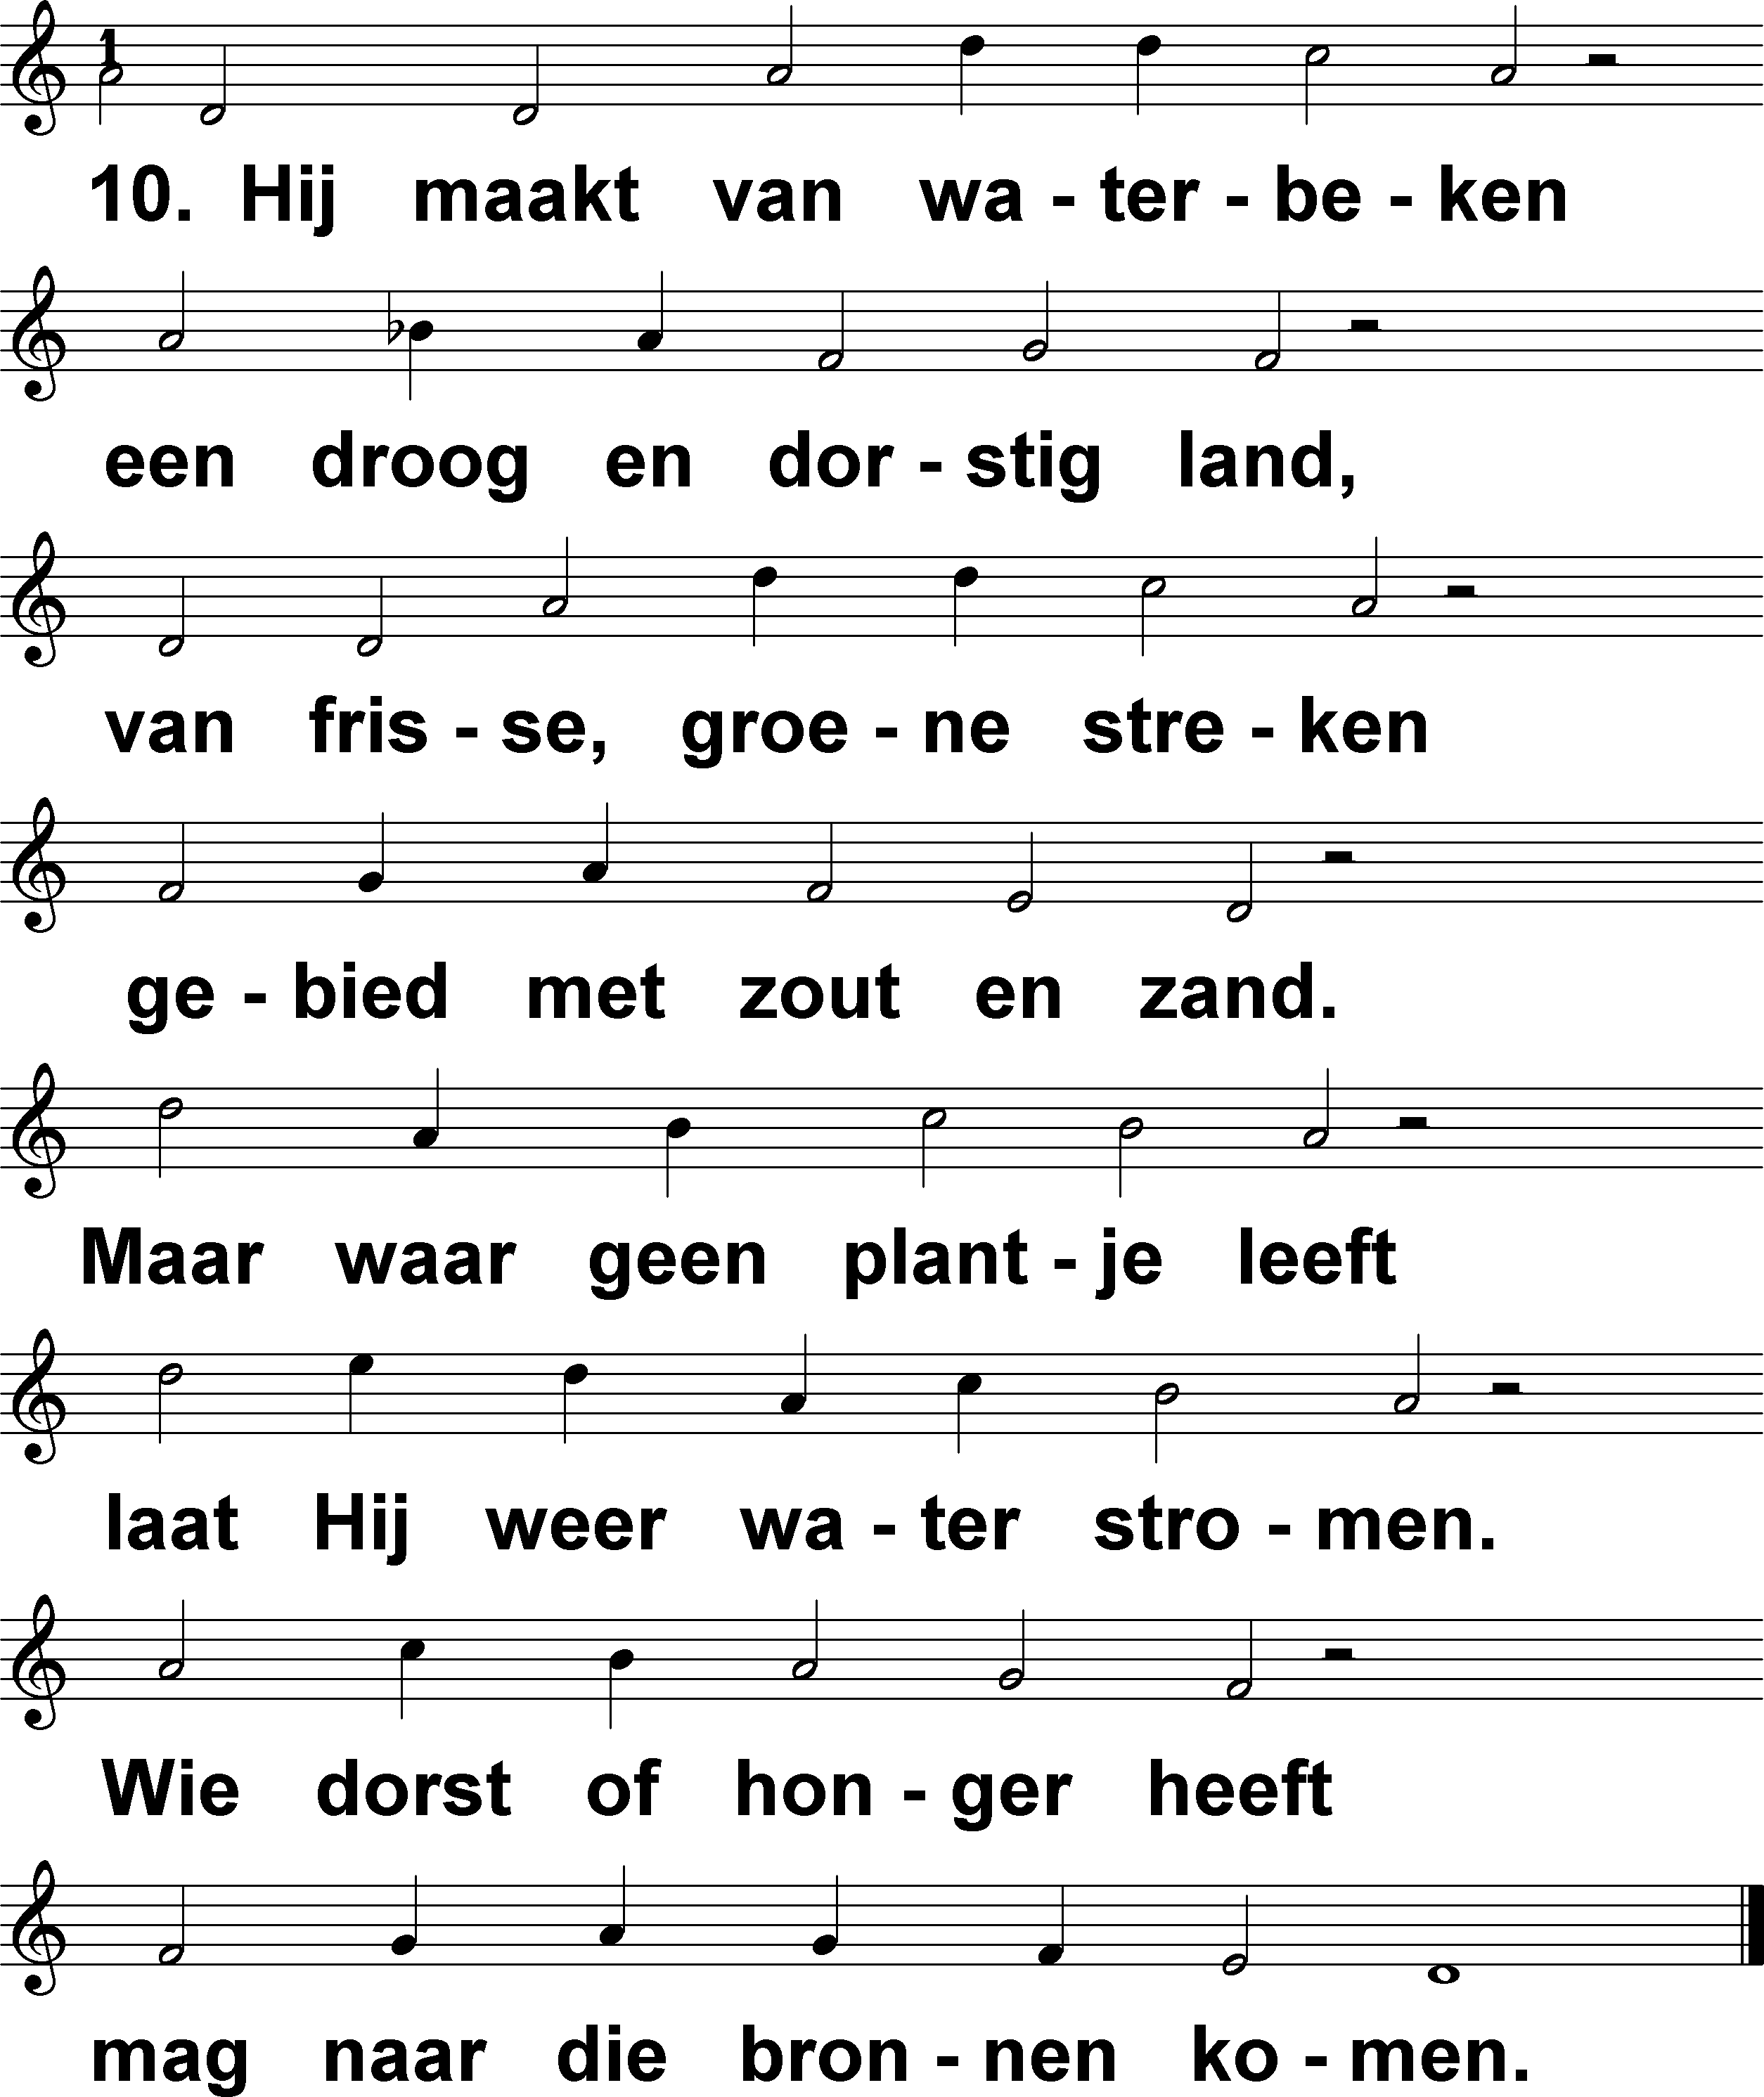 1
10. Hij maakt van wa - ter - be - ken
een droog en dor - stig land,
van fris - se, groe - ne stre - ken
ge - bied met zout en zand.
Maar waar geen plant - je leeft
laat Hij weer wa - ter stro - men.
Wie dorst of hon - ger heeft
mag naar die bron - nen ko - men.